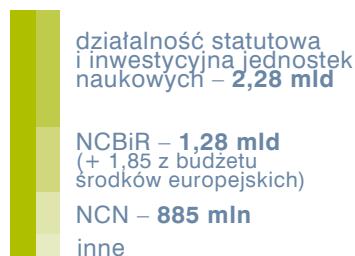 działalność statutowa
i inwestycyjna jednostek
naukowych – 2,28 mld
NCBiR – 1,28 mld
(+ 1,85 z budżetu
środków europejskich)
NCN – 885 mln
inne